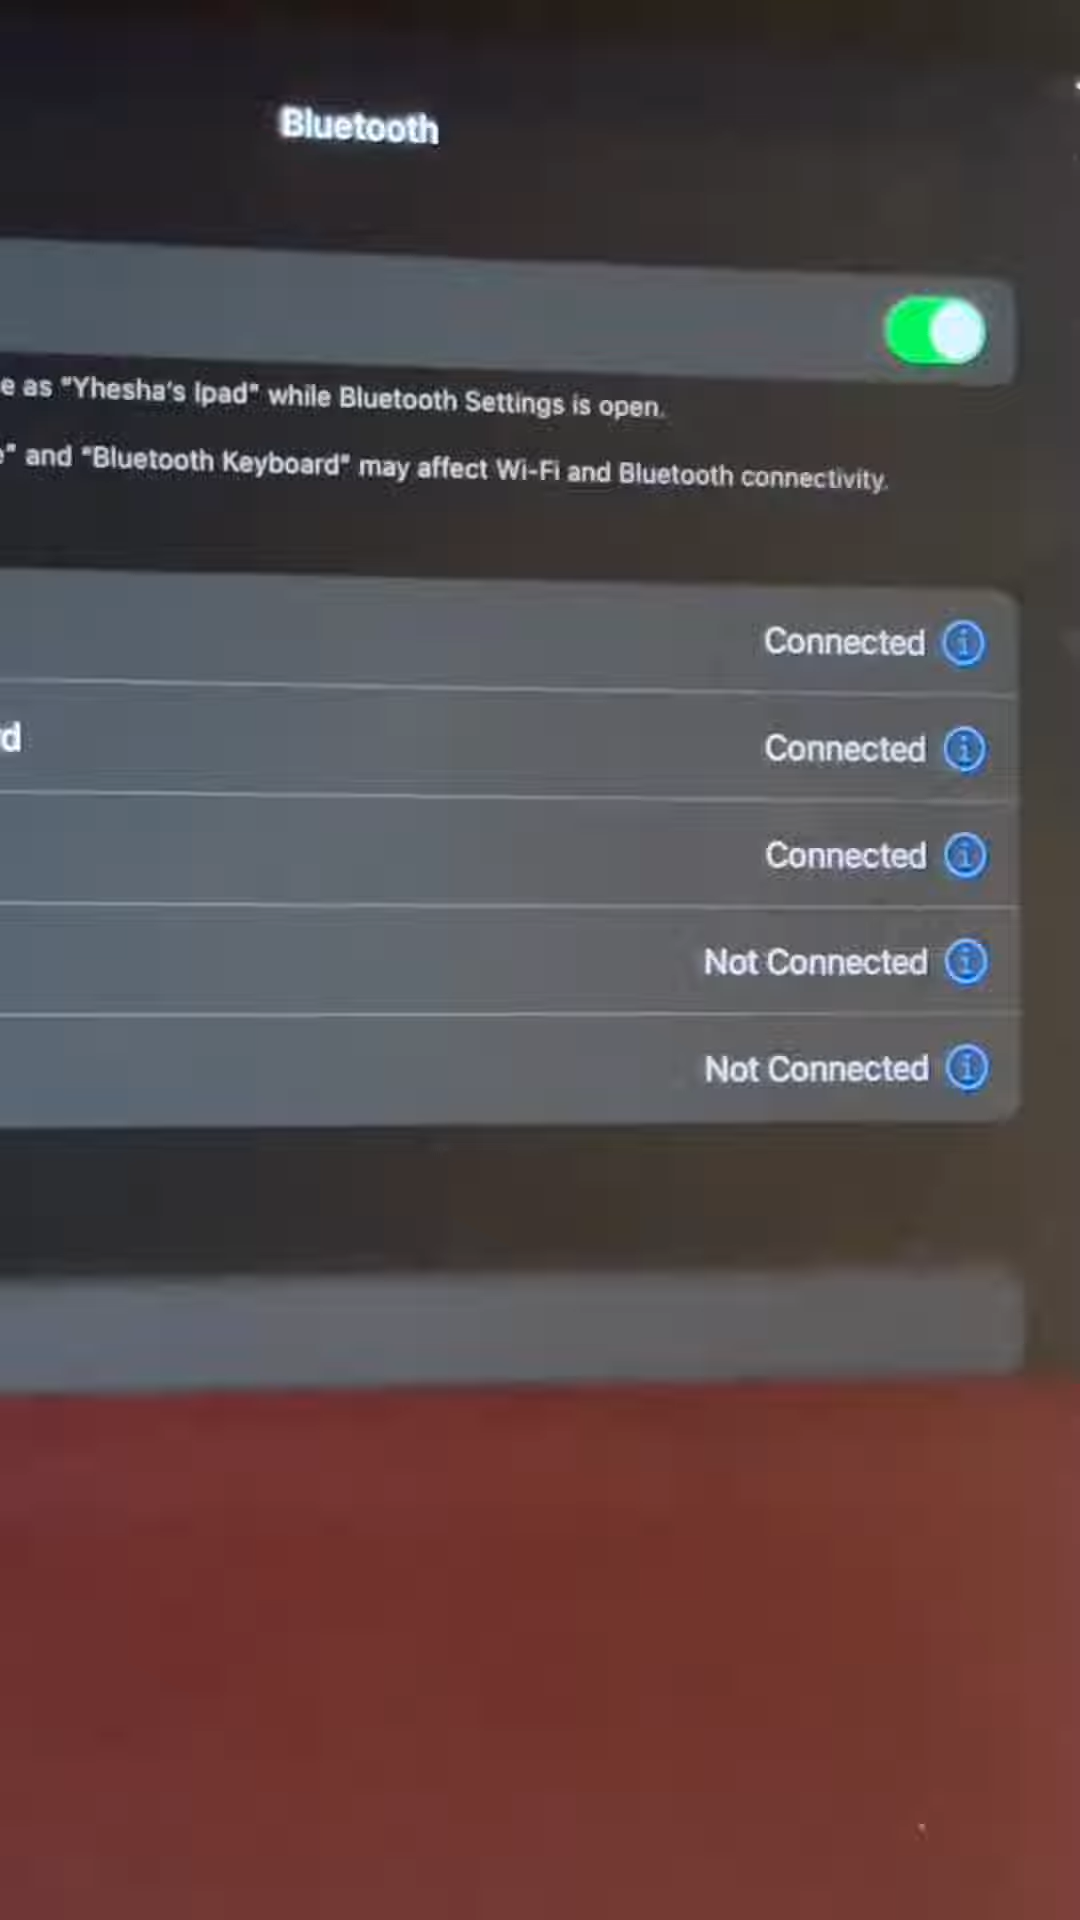 Bluetooth
e as "Yhesha's Ipad" while Bluetooth Settings is open.
" and "Bluetooth Keyboard" may affect Wi-Fi and Bluetooth connectivity.
Connected
d
Connected
Connected
Not Connected
Not Connected